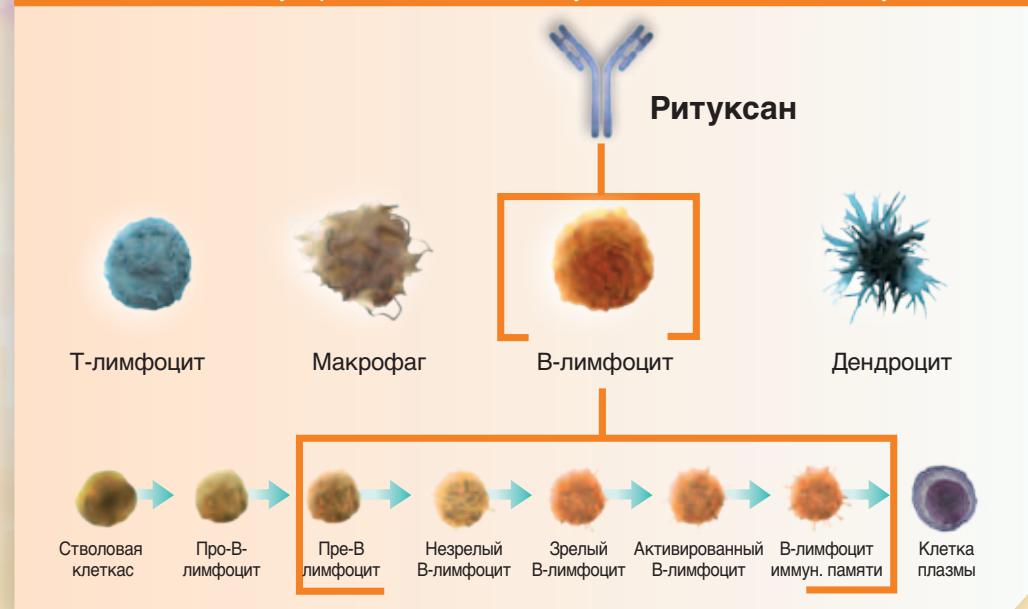 Ритуксан
Т-лимфоцит
Макрофаг
В-лимфоцит
Дендроцит
Стволовая
клеткас
Про-В-
лимфоцит
Пре-В
лимфоцит
Незрелый
В-лимфоцит
Зрелый
В-лимфоцит
Активированный
В-лимфоцит
В-лимфоцит
иммун. памяти
Клетка
плазмы